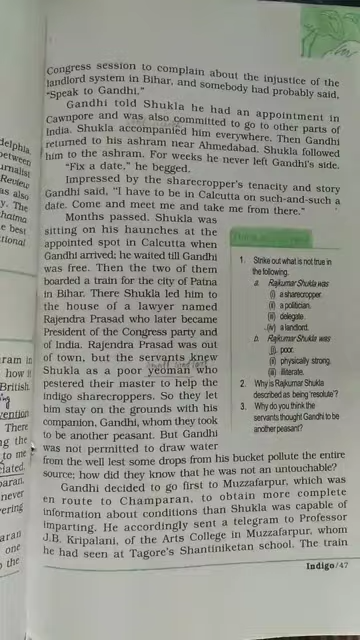 Congress session to complain about the injustice of the
landlord system in Bihar, and somebody had probably said,
"Speak to Gandhi."
Gandhi told Shukla he had an appointment in
Cawnpore and was also committed to go to other parts of
India. Shukla accompanied him everywhere. Then Gandhi
returned to his ashram near Ahmedabad. Shukla followed
him to the ashram. For weeks he never left Gandhi's side.
"Fix a date," he begged.
Impressed by the sharecropper's tenacity and story
Gandhi said, "I have to be in Calcutta on such-and-such a
date. Come and meet me and take me from there."
Months passed. Shukla was
sitting on his haunches at the
appointed spot in Calcutta when
Gandhi arrived; he waited till Gandhi
was free. Then the two of them
boarded a train for the city of Patna
in Bihar. There Shukla led him to
the house of a lawyer named
Rajendra Prasad who later became
President of the Congress party and
of India. Rajendra Prasad was out
of town, but the servants knew
Shukla as a poor yeoman who
pestered their master to help the
indigo sharecroppers. So they let
him stay on the grounds with his
companion, Gandhi, whom they took
to be another peasant. But Gandhi
was not permitted to draw water
from the well lest some drops from his bucket pollute the entire
source; how did they know that he was not an untouchable?
Gandhi decided to go first to Muzzafarpur, which was
en route to Champaran, to obtain more complete
information about conditions than Shukla was capable of
imparting. He accordingly sent a telegram to Professor
J.B. Kripalani, of the Arts College in Muzzafarpur, whom
he had seen at Tagore's Shantiniketan school. The train
Indigo/47
1. Strike out what is not true in
the following.
a. Rajkumar Shukla was
(i) a sharecropper.
(ii) a politician.
(iii) delegate.
(iv) a landlord.
b. Rajkumar Shukla was
(i) poor.
(ii) physically strong.
(iii) illiterate.
2. Why is Rajkumar Shukla
described as being 'resolute'?
3. Why do you think the
servants thought Gandhi to be
another peasant?
delphia,
between
urnalist
Review
as also
y. The
hatma
e best
tional
ram in
how it
British
vention
There
ng the
to me
lated,
paran,
never
vering
aran
one
o the